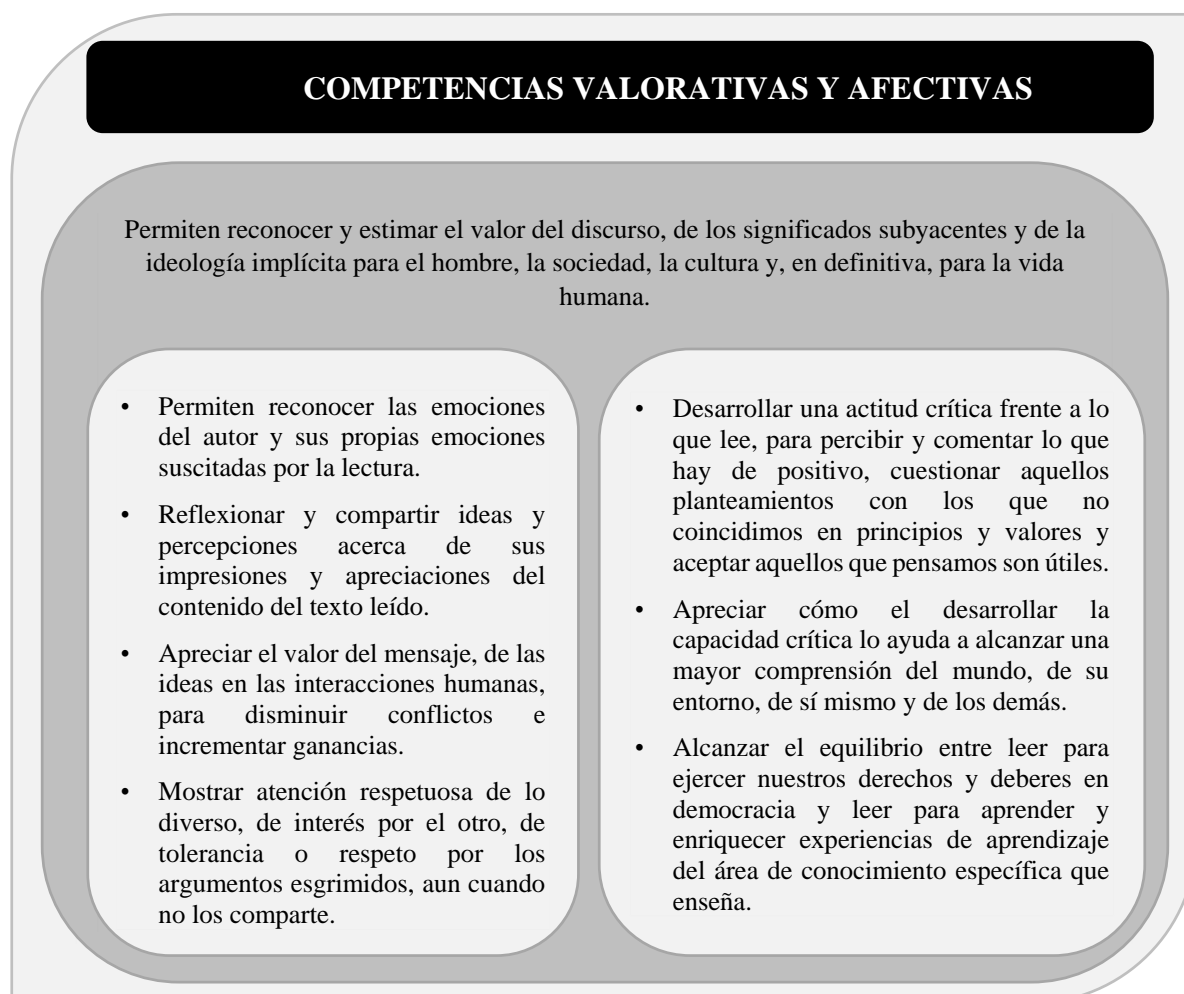 COMPETENCIAS VALORATIVAS Y AFECTIVAS
Permiten reconocer y estimar el valor del discurso, de los significados subyacentes y de la
ideología implícita para el hombre, la sociedad, la cultura y, en definitiva, para la vida
humana.
• Permiten reconocer las emociones
del autor y sus propias emociones
suscitadas por la lectura.
• Reflexionar y compartir ideas y
percepciones acerca de sus
impresiones y apreciaciones del
contenido del texto leído.
• Apreciar el valor del mensaje, de las
ideas en las interacciones humanas,
para disminuir conflictos e
incrementar ganancias.
• Mostrar atención respetuosa de lo
diverso, de interés por el otro, de
tolerancia o respeto por los
argumentos esgrimidos, aun cuando
no los comparte.
• Desarrollar una actitud crítica frente a lo
que lee, para percibir y comentar lo que
hay de positivo, cuestionar aquellos
planteamientos con los que no
coincidimos en principios y valores y
aceptar aquellos que pensamos son útiles.
• Apreciar cómo el desarrollar la
capacidad crítica lo ayuda a alcanzar una
mayor comprensión del mundo, de su
entorno, de sí mismo y de los demás.
• Alcanzar el equilibrio entre leer para
ejercer nuestros derechos y deberes en
democracia y leer para aprender y
enriquecer experiencias de aprendizaje
del área de conocimiento específica que
enseña.